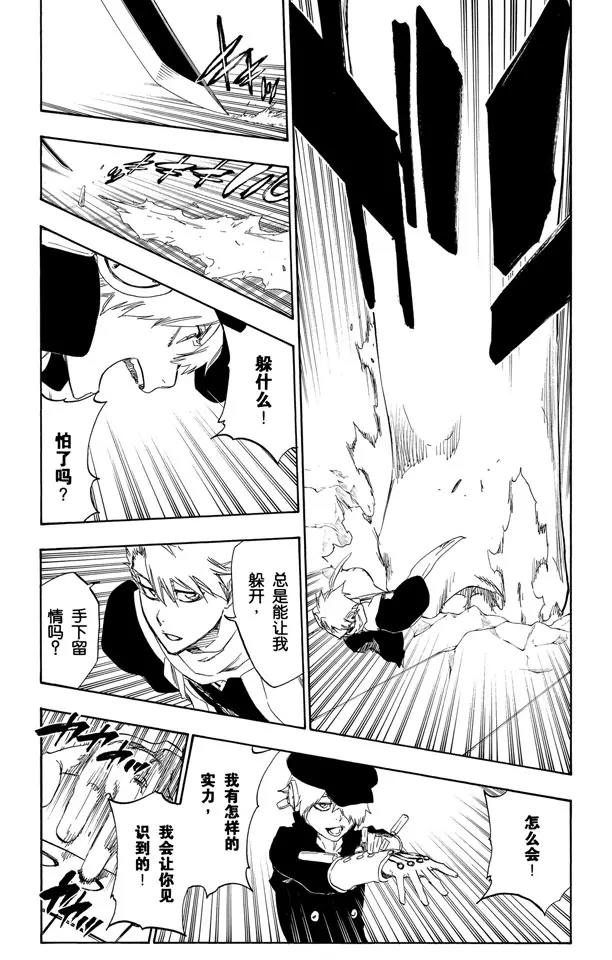 躲什么！
怕了吗？
总是能让我
躲开，
手下留
情吗？
怎么会！
我有怎样的
实力，
我会让你见
识到的！